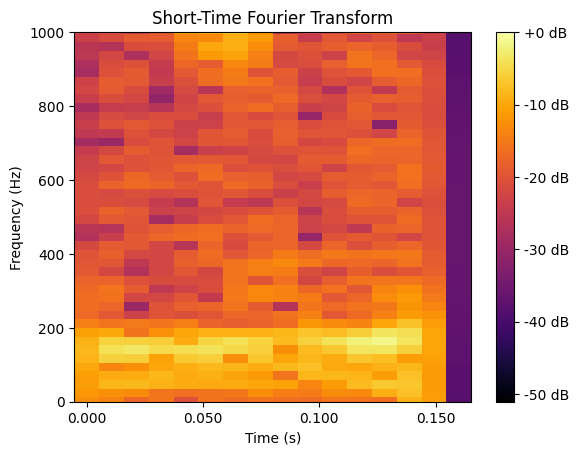 Short-Time Fourier Transform
1000
800
600
400
200
0
Frequency (Hz)
0.000
0.050
0.100
0.150
Time (s)
+0 dB
-10 dB
-20 dB
-30 dB
-40 dB
-50 dB